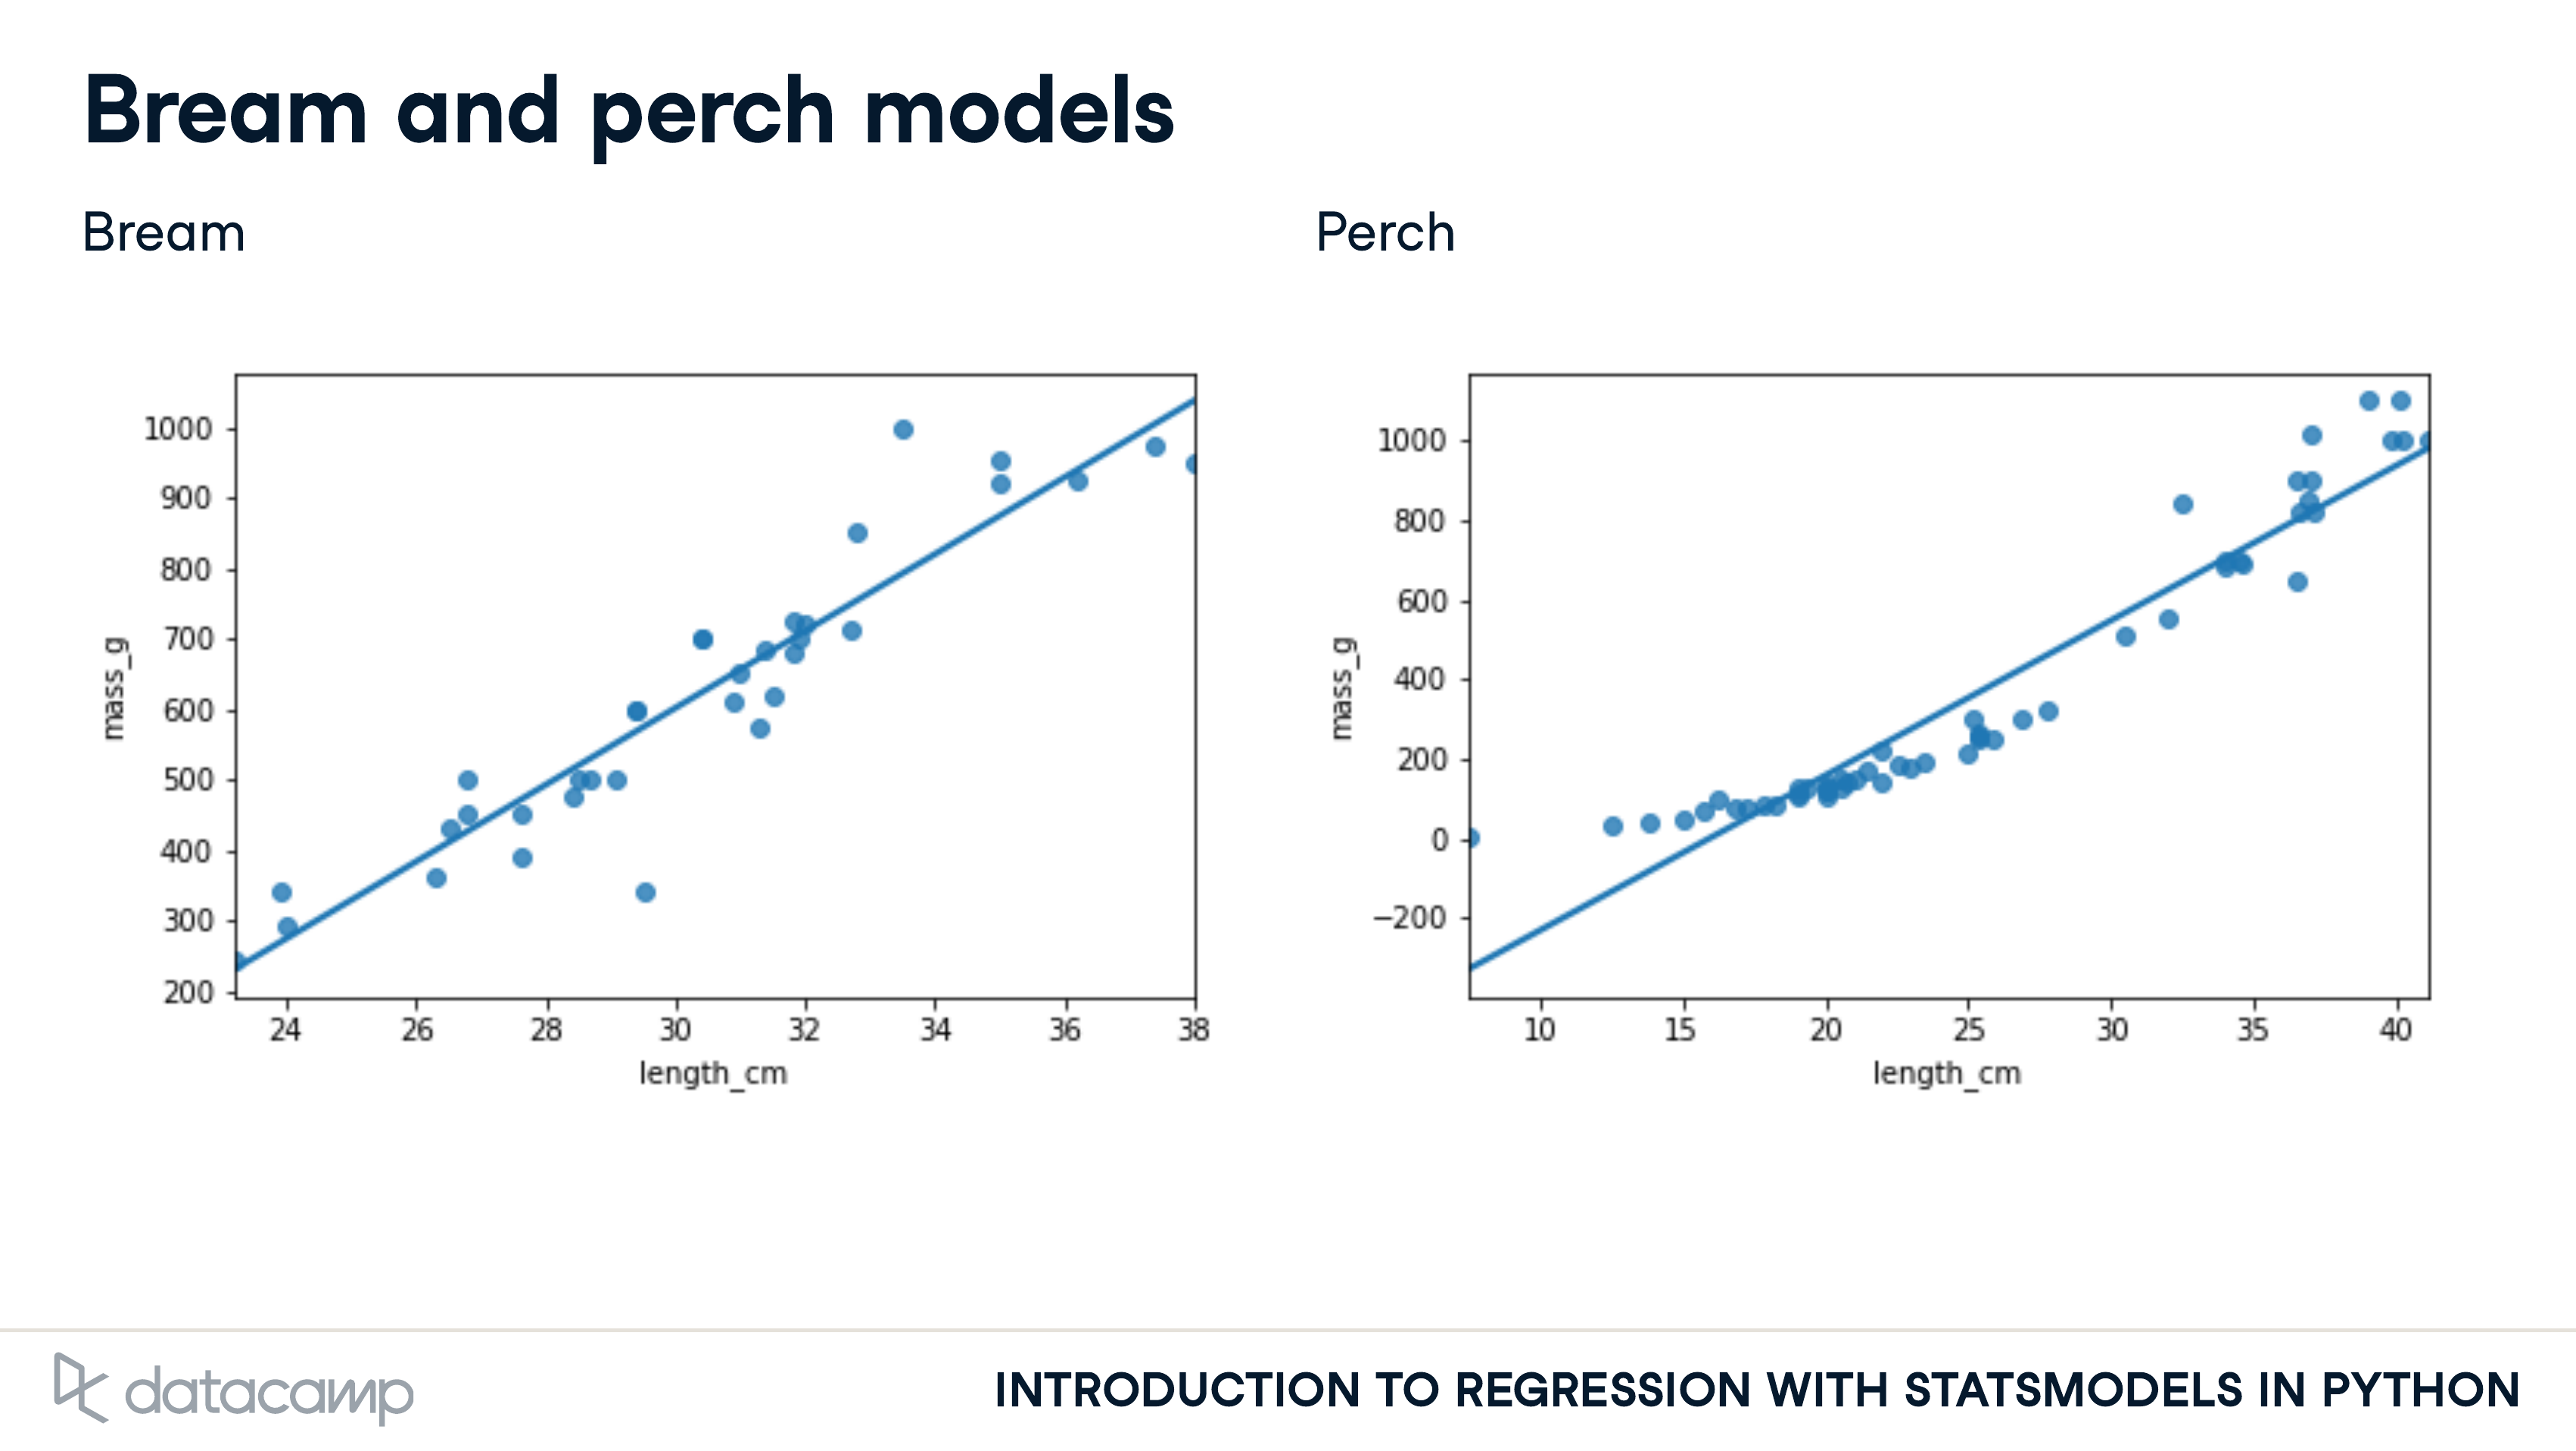 Bream and perch models
Bream
Perch
1000
900
800
700
600
500
400
300
200
mass_g
24 26 28 30 32 34 36 38
length_cm
1000
800
600
400
200
0
−200
mass_g
10 15 20 25 30 35 40
length_cm
datacamp
INTRODUCTION TO REGRESSION WITH STATSMODELS IN PYTHON